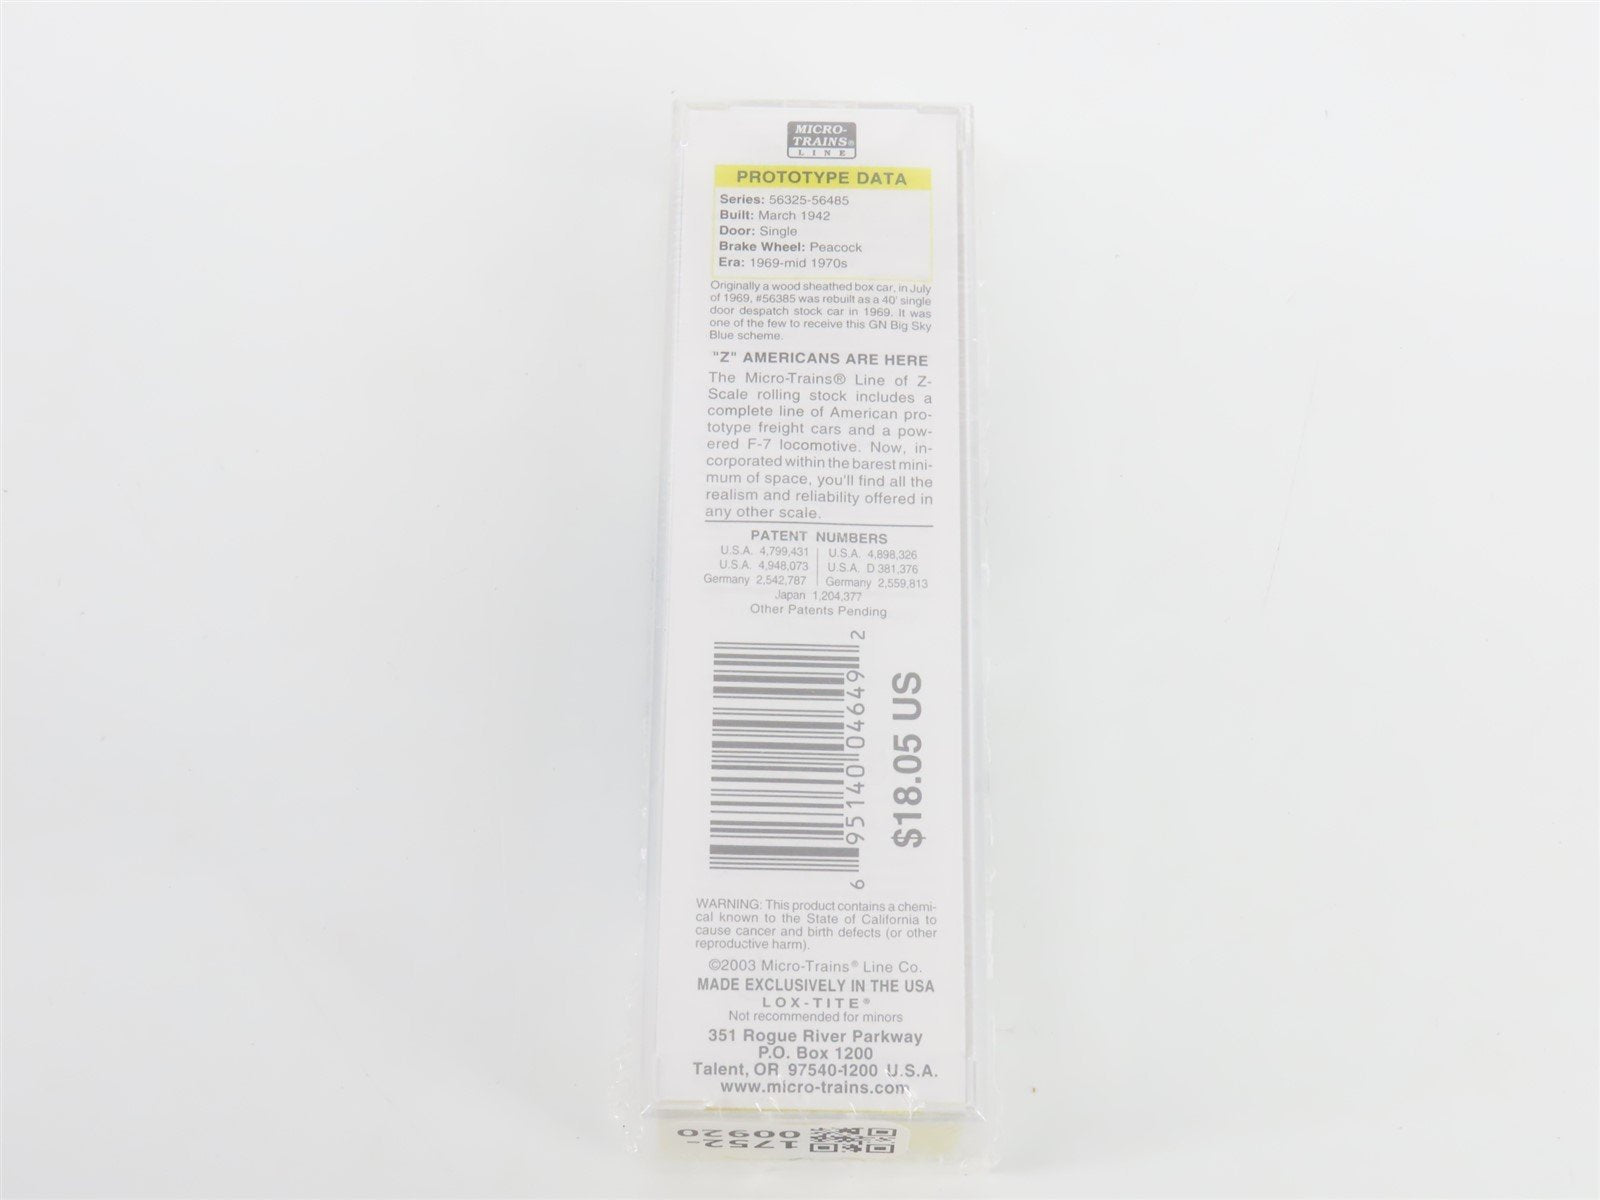 MICRO-
TRAINS®
LINE
PROTOTYPE DATA
Series: 56325-56485
Built: March 1942
Door: Single
Brake Wheel: Peacock
Era: 1969-mid 1970s
Originally a wood sheathed box car, in July
of 1969, #56385 was rebuilt as a 40' single
door despatch stock car in 1969. It was
one of the few to receive this GN Big Sky
Blue scheme.
"Z" AMERICANS ARE HERE
The Micro-Trains® Line of Z-
Scale rolling stock includes a
complete line of American pro-
totype freight cars and a pow-
ered F-7 locomotive. Now, in-
corporated within the barest mini-
mum of space, you'll find all the
realism and reliability offered in
any other scale.
PATENT NUMBERS
U.S.A. 4,799,431 U.S.A. 4,898,326
U.S.A. 4,948,073 U.S.A. D 381,376
Germany 2,542,787 Germany 2,559,813
Japan 1,204,377
Other Patents Pending
6 95140 04649 2
$18.05 US
WARNING: This product contains a chemi-
cal known to the State of California to
cause cancer and birth defects (or other
reproductive harm).
©2003 Micro-Trains® Line Co.
MADE EXCLUSIVELY IN THE USA
LOX-TITE®
Not recommended for minors
351 Rogue River Parkway
P.O. Box 1200
Talent, OR 97540-1200 U.S.A.
www.micro-trains.com
1752-
00920